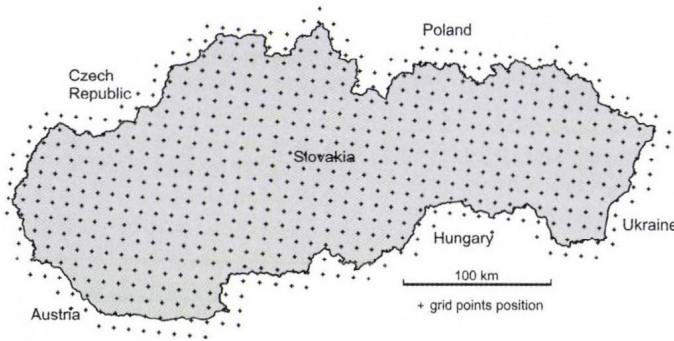 Poland
Czech
Republic
Slovakia
Ukraine
Hungary
100 km
Austria
+ grid points position